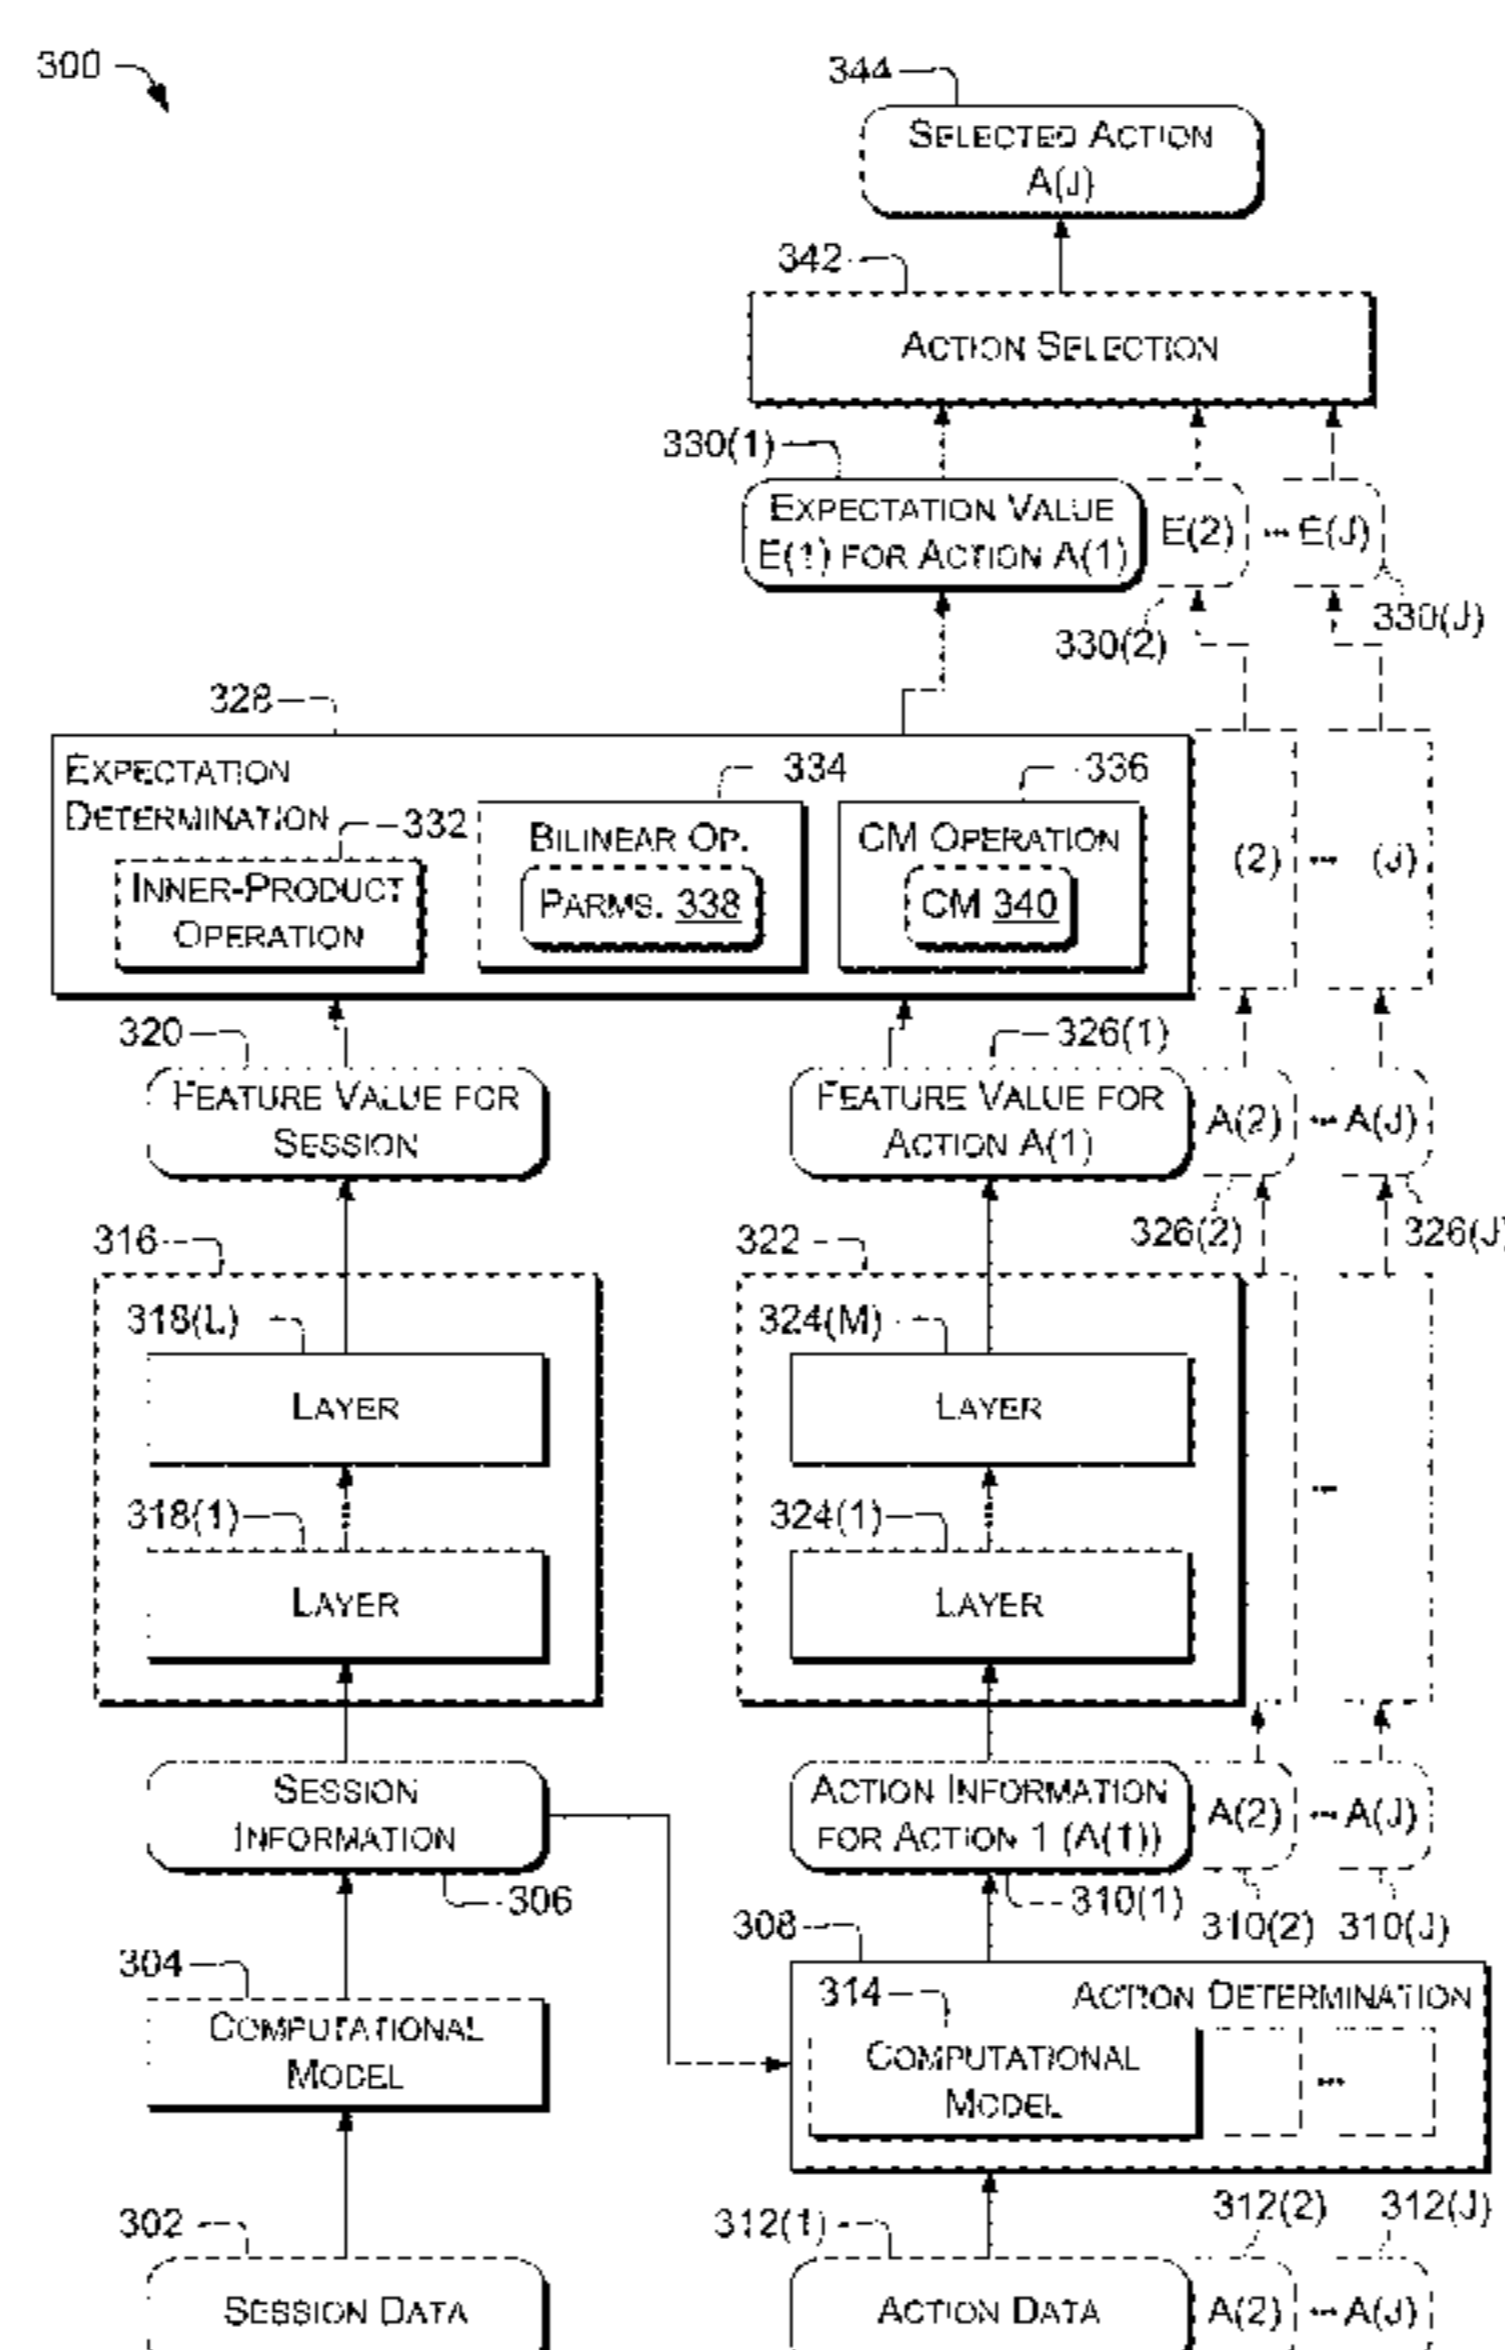 300
344
SELECTED ACTION
A(J)
342
ACTION SELECTION
330(1)
EXPECTATION VALUE
E(1) FOR ACTION A(1)
E(2) ... E(J)
330(2)
330(J)
328
EXPECTATION
DETERMINATION
332
INNER-PRODUCT
OPERATION
334
BILINEAR OP.
PARMS. 338
336
CM OPERATION
CM 340
(2) ... (J)
320
FEATURE VALUE FOR
SESSION
326(1)
FEATURE VALUE FOR
ACTION A(1)
A(2) ... A(J)
326(2)
326(J)
316
318(L)
LAYER
318(1)
LAYER
322
324(M)
LAYER
324(1)
LAYER
...
SESSION
INFORMATION
306
ACTION INFORMATION
FOR ACTION 1 (A(1))
A(2) ... A(J)
310(1)
310(2)
310(J)
304
COMPUTATIONAL
MODEL
308
314
ACTION DETERMINATION
COMPUTATIONAL
MODEL
...
302
SESSION DATA
312(1)
ACTION DATA
312(2)
312(J)
A(2) ... A(J)